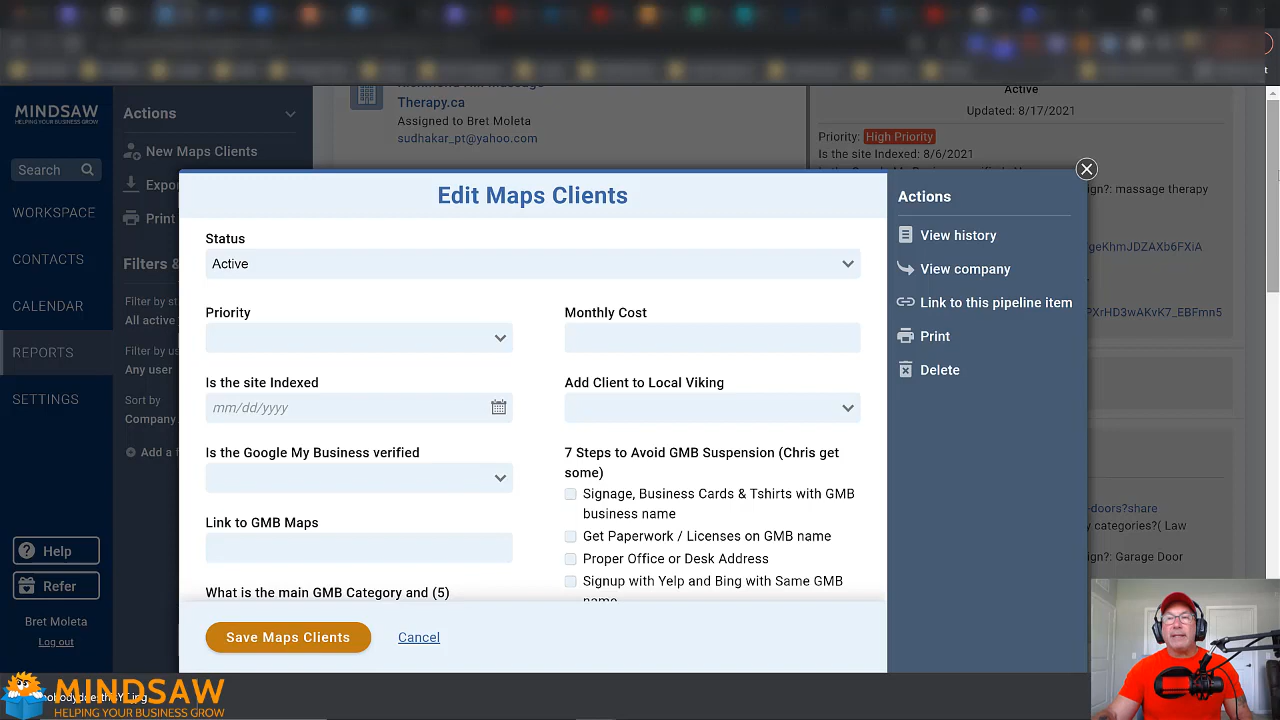 MINDSAW
HELPING YOUR BUSINESS GROW
Search
WORKSPACE
CONTACTS
CALENDAR
REPORTS
SETTINGS
Help
Refer
Bret Moleta
Log out
Actions
New Maps Clients
Expor
Print
Filters &
Filter by st
All active
Filter by us
Any user
Sort by
Company
Add a f
Therapy.ca
Assigned to Bret Moleta
sudhakar_pt@yahoo.com
Active
Updated: 8/17/2021
Priority: High Priority
Is the site Indexed: 8/6/2021
ign?: massage therapy
geKhmJDZAXb6FXiA
PXrHD3wAKvK7_EBFmn5
-doors?share
y categories?( Law
ign?: Garage Door
Edit Maps Clients
Status
Active
Priority
Monthly Cost
Is the site Indexed
mm/dd/yyyy
Add Client to Local Viking
Is the Google My Business verified
7 Steps to Avoid GMB Suspension (Chris get
some)
Signage, Business Cards & Tshirts with GMB
business name
Get Paperwork / Licenses on GMB name
Proper Office or Desk Address
Signup with Yelp and Bing with Same GMB
name
Link to GMB Maps
What is the main GMB Category and (5)
Save Maps Clients
Cancel
Actions
View history
View company
Link to this pipeline item
Print
Delete
MINDSAW
HELPING YOUR BUSINESS GROW